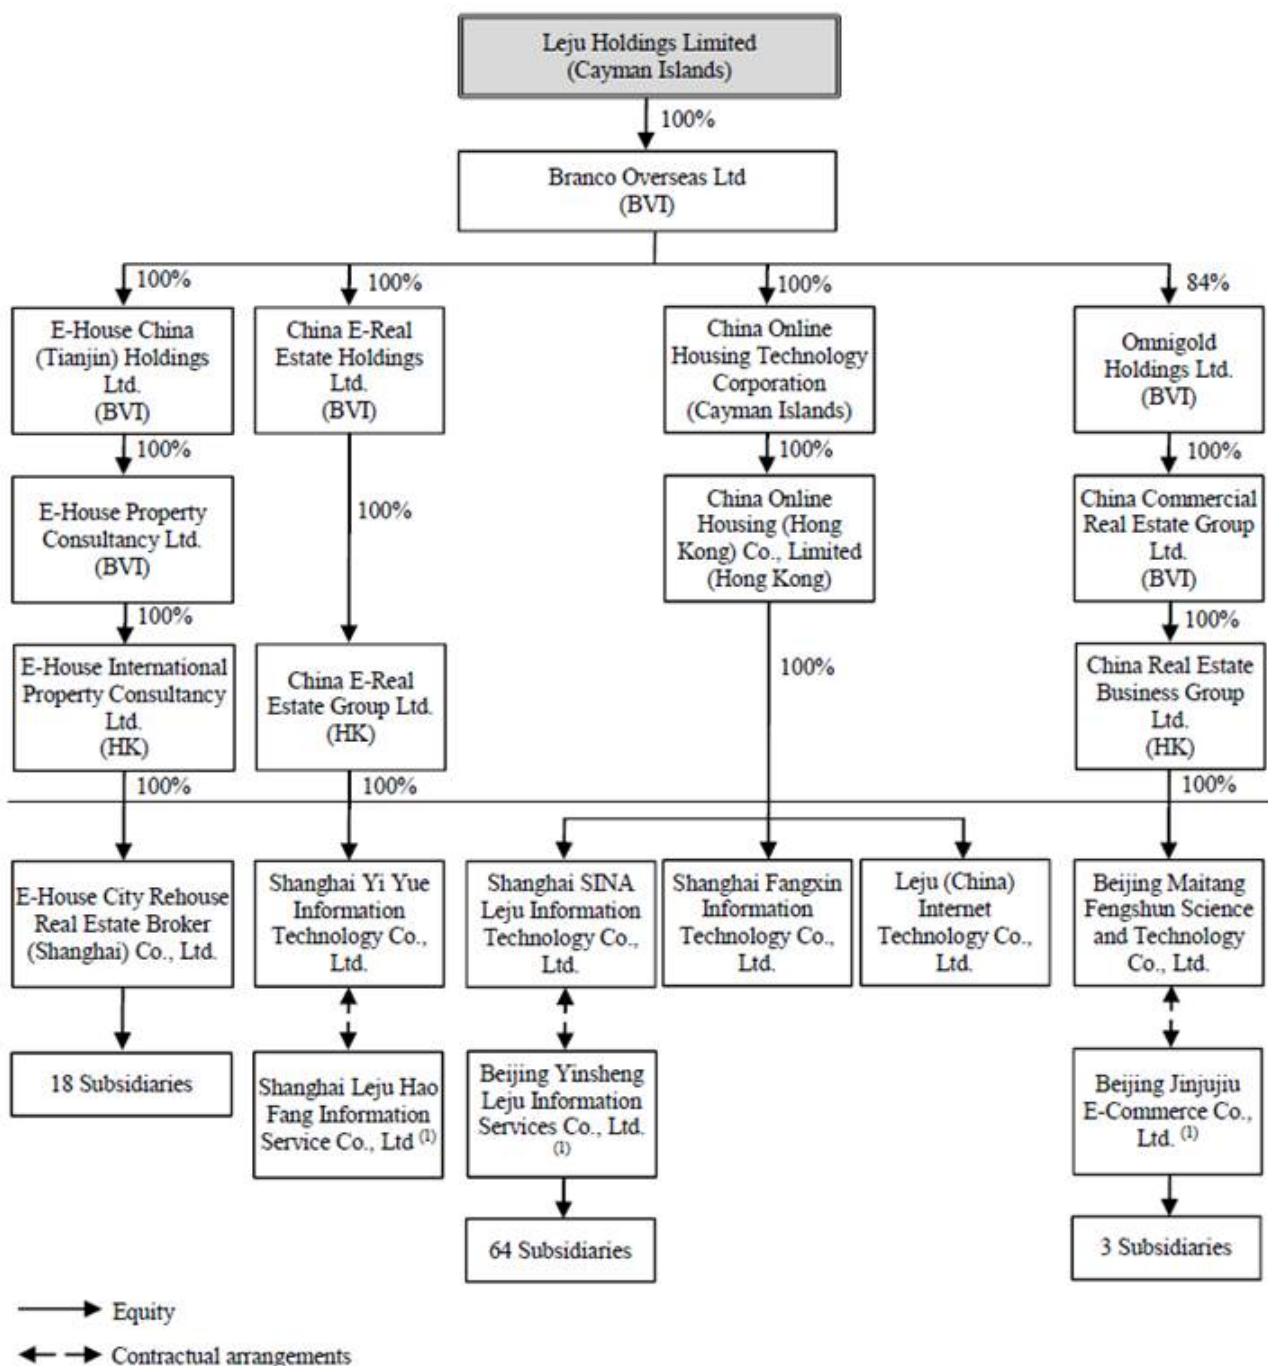 Leju Holdings Limited
(Cayman Islands)
100%
Branco Overseas Ltd
(BVI)
100%
100%
100%
84%
E-House China
(Tianjin) Holdings
Ltd.
(BVI)
China E-Real
Estate Holdings
Ltd.
(BVI)
China Online
Housing Technology
Corporation
(Cayman Islands)
Omnigold
Holdings Ltd.
(BVI)
100%
100%
100%
100%
E-House Property
Consultancy Ltd.
(BVI)
China Online
Housing (Hong
Kong) Co., Limited
(Hong Kong)
China Commercial
Real Estate Group
Ltd.
(BVI)
100%
100%
100%
E-House International
Property Consultancy
Ltd.
(HK)
China E-Real
Estate Group Ltd.
(HK)
China Real Estate
Business Group
Ltd.
(HK)
100%
100%
100%
E-House City Rehouse
Real Estate Broker
(Shanghai) Co., Ltd.
Shanghai Yi Yue
Information
Technology Co.,
Ltd.
Shanghai SINA
Leju Information
Technology Co.,
Ltd.
Shanghai Fangxin
Information
Technology Co.,
Ltd.
Leju (China)
Internet
Technology Co.,
Ltd.
Beijing Maitang
Fengshun Science
and Technology
Co., Ltd.
18 Subsidiaries
Shanghai Leju Hao
Fang Information
Service Co., Ltd (1)
Beijing Yinsheng
Leju Information
Services Co., Ltd.
(1)
Beijing Jinjujiu
E-Commerce Co.,
Ltd. (1)
64 Subsidiaries
3 Subsidiaries
Equity
Contractual arrangements